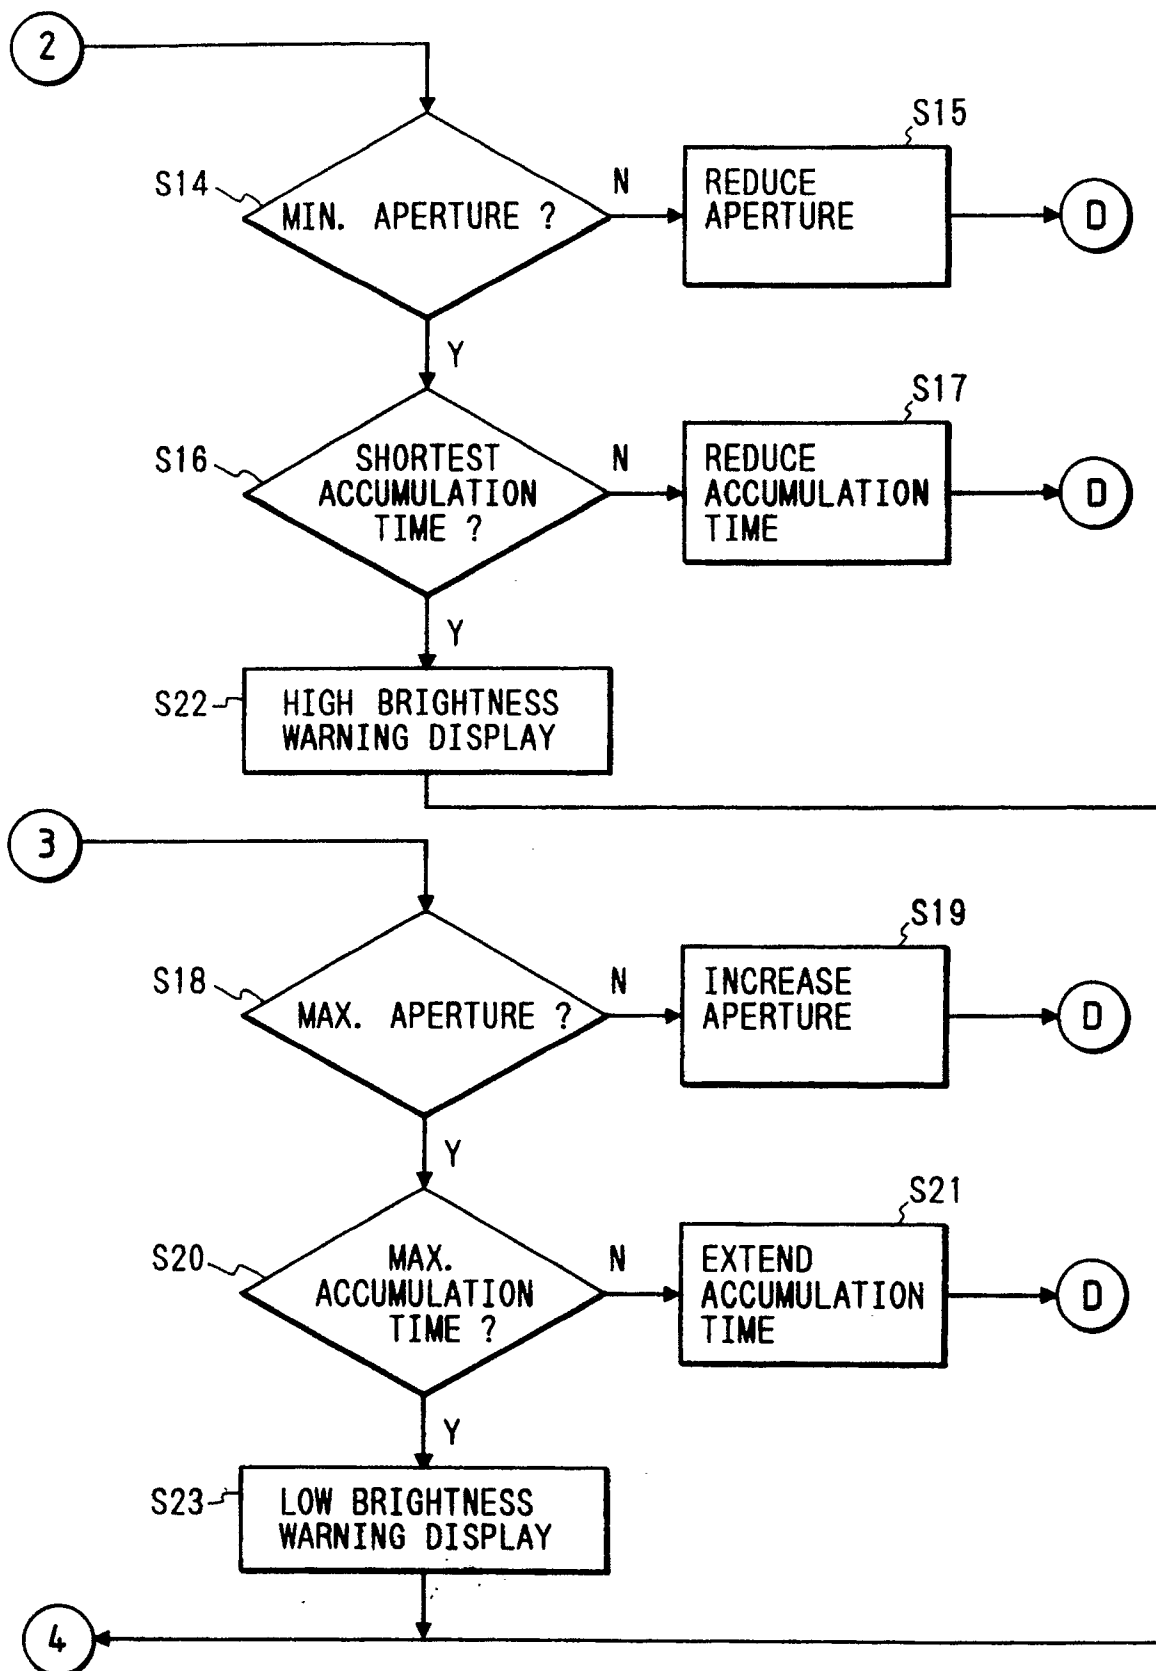 2
S14
MIN. APERTURE ?
N
S15
REDUCE
APERTURE
D
Y
S16
SHORTEST
ACCUMULATION
TIME ?
N
S17
REDUCE
ACCUMULATION
TIME
D
Y
S22
HIGH BRIGHTNESS
WARNING DISPLAY
3
S18
MAX. APERTURE ?
N
S19
INCREASE
APERTURE
D
Y
S20
MAX.
ACCUMULATION
TIME ?
N
S21
EXTEND
ACCUMULATION
TIME
D
Y
S23
LOW BRIGHTNESS
WARNING DISPLAY
4